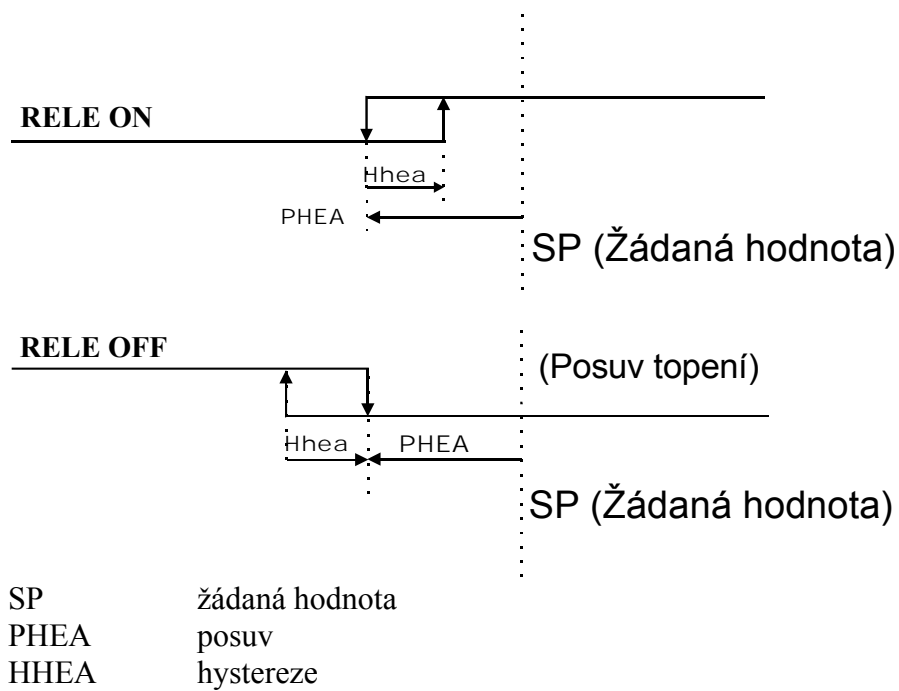 RELE ON
Hhea
PHEA
SP (Žádaná hodnota)
RELE OFF
(Posuv topení)
Hhea PHEA
SP (Žádaná hodnota)
SP žádaná hodnota
PHEA posuv
HHEA hystereze